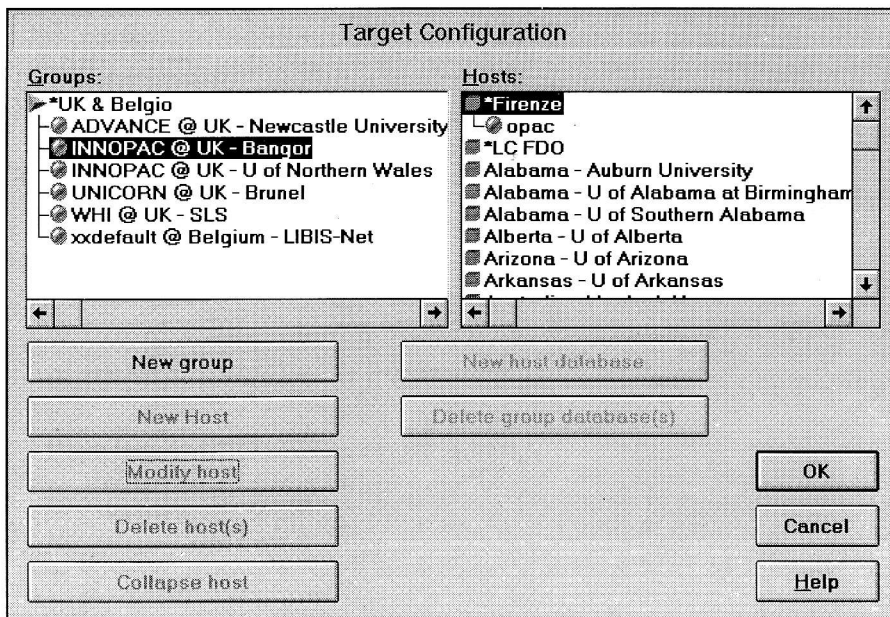 Target Configuration
Groups:
*UK & Belgio
ADVANCE @ UK - Newcastle University
INNOPAC @ UK - Bangor
INNOPAC @ UK - U of Northern Wales
UNICORN @ UK - Brunel
WHI @ UK - SLS
xxdefault @ Belgium - LIBIS-Net
Hosts:
*Firenze
opac
*LC FDO
Alabama - Auburn University
Alabama - U of Alabama at Birmingham
Alabama - U of Southern Alabama
Alberta - U of Alberta
Arizona - U of Arizona
Arkansas - U of Arkansas
New group
New host database
New Host
Delete group database(s)
Modify host
OK
Delete host(s)
Cancel
Collapse host
Help